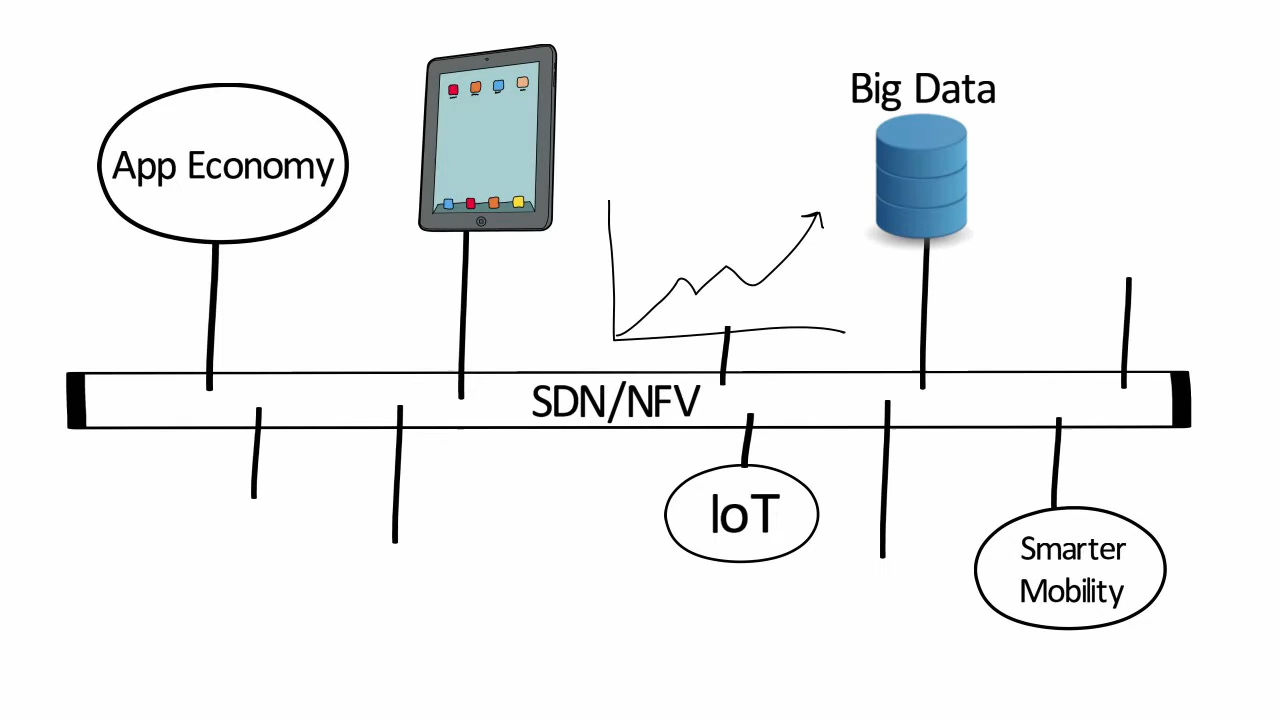 App Economy
Big Data
SDN/NFV
IoT
Smarter
Mobility